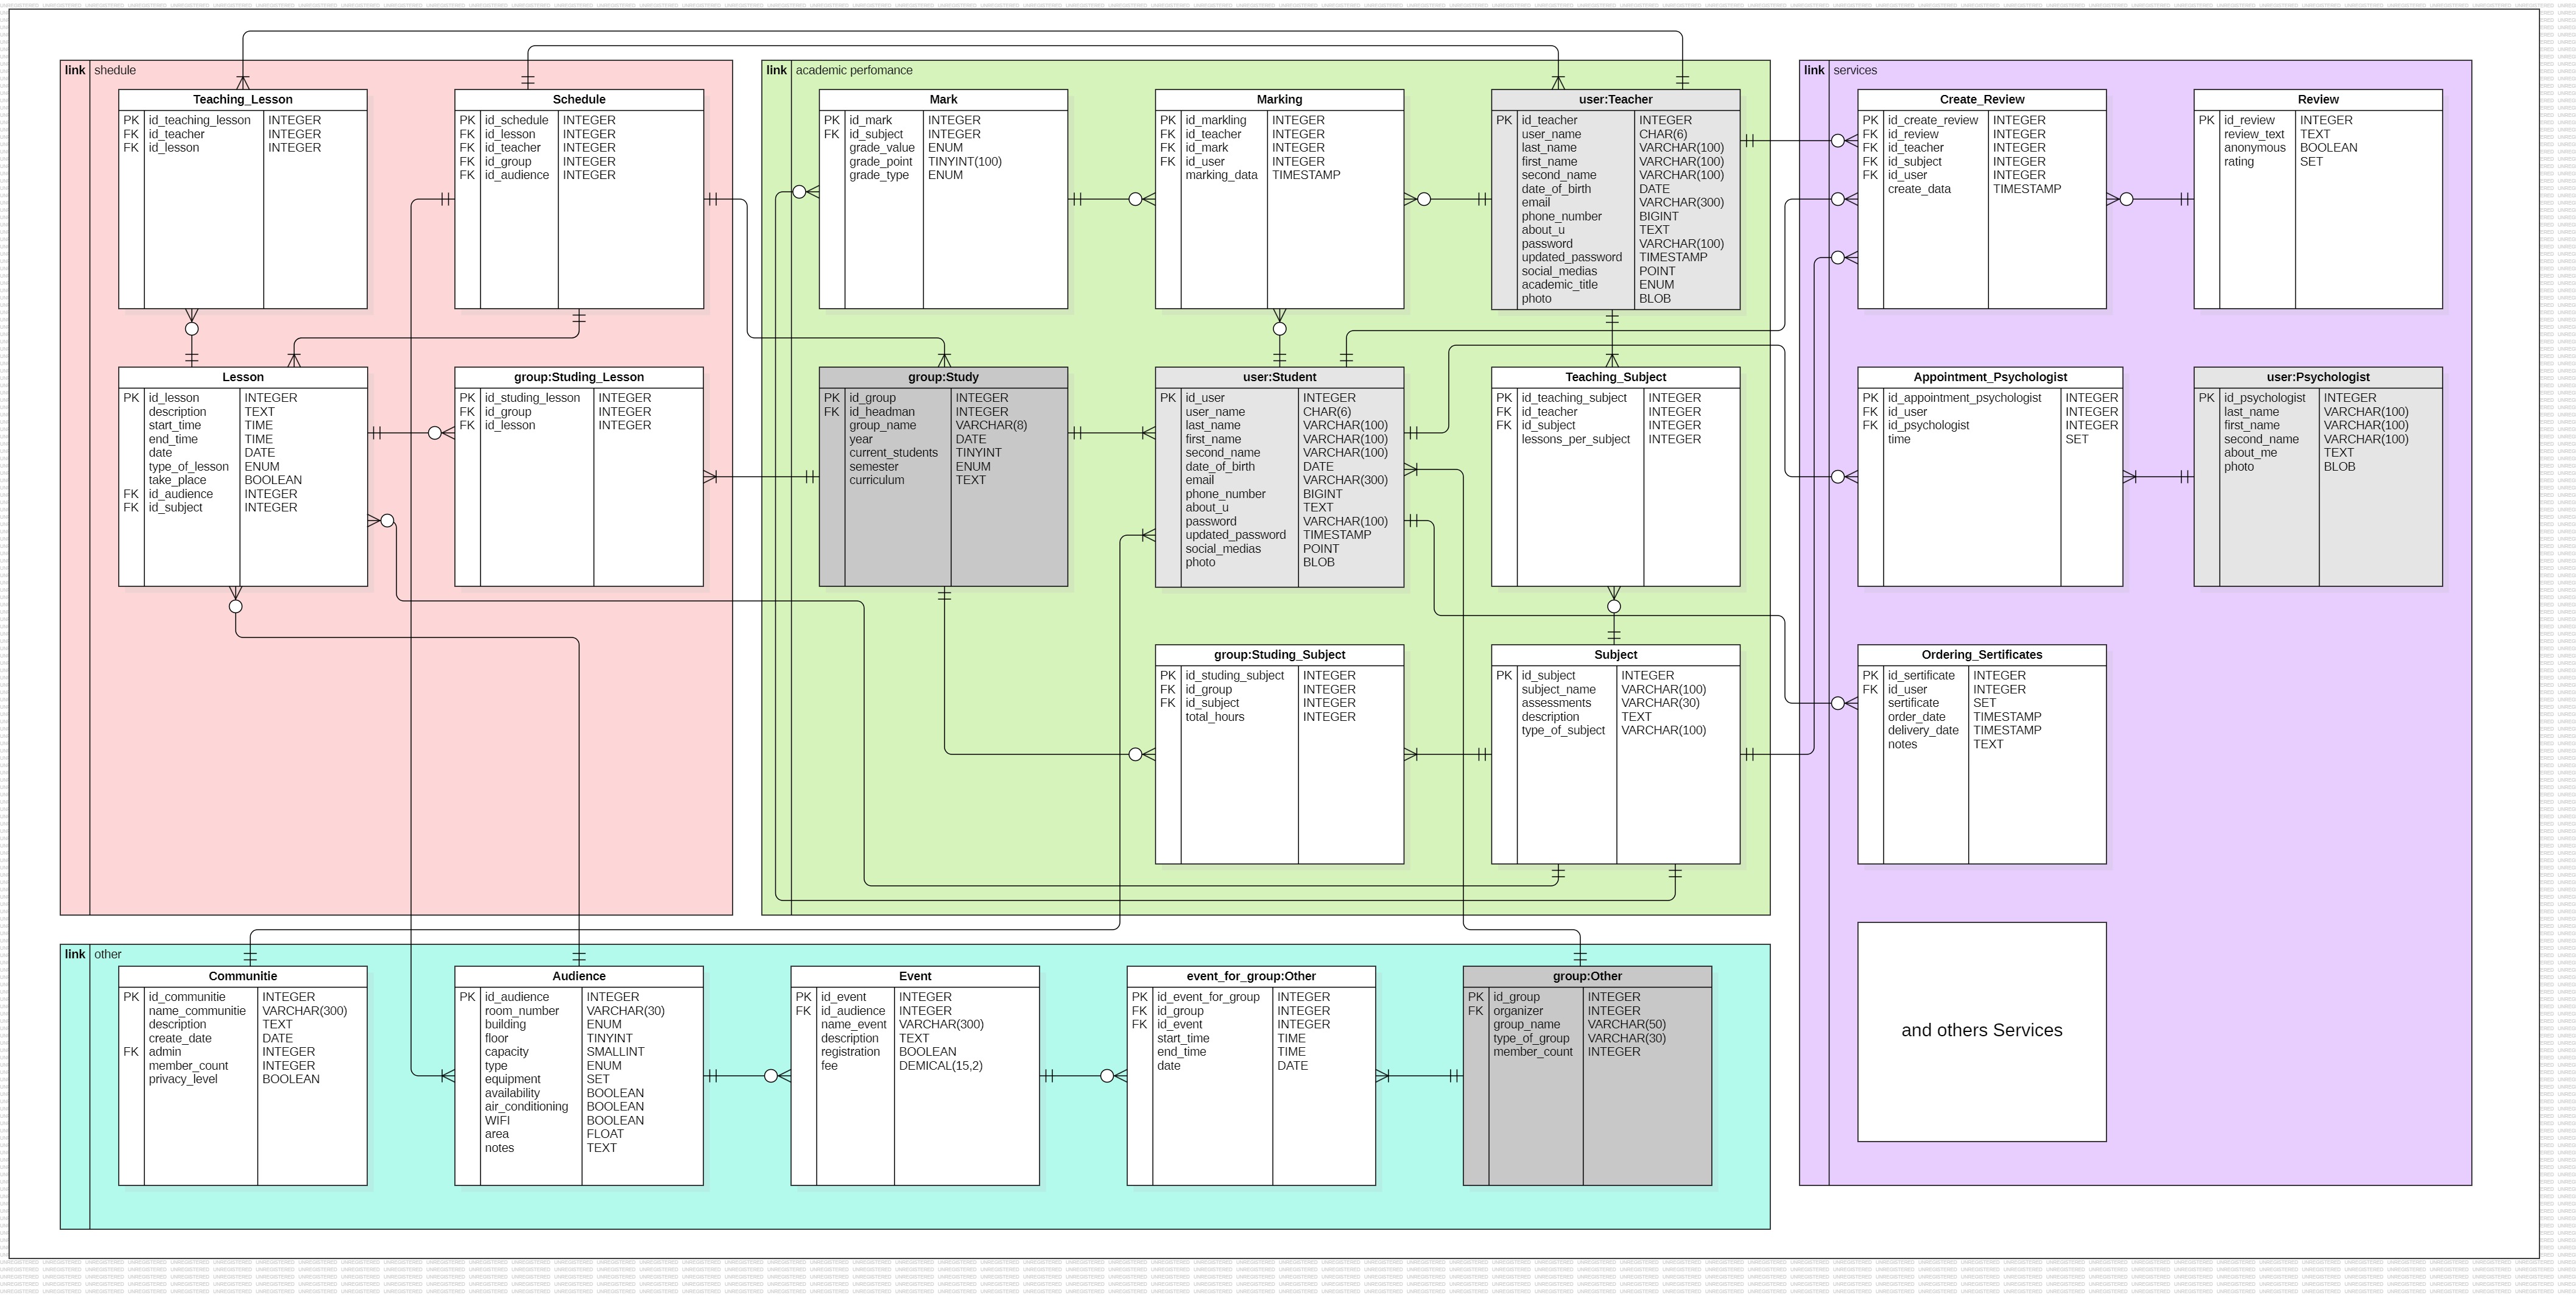 link shedule
Teaching_Lesson
PK id_teaching_lesson INTEGER
FK id_teacher INTEGER
FK id_lesson INTEGER
Schedule
PK id_schedule INTEGER
FK id_lesson INTEGER
FK id_teacher INTEGER
FK id_group INTEGER
FK id_audience INTEGER
Lesson
PK id_lesson INTEGER
description TEXT
start_time TIME
end_time TIME
date DATE
type_of_lesson ENUM
take_place BOOLEAN
FK id_audience INTEGER
FK id_subject INTEGER
group:Studing_Lesson
PK id_studing_lesson INTEGER
FK id_group INTEGER
FK id_lesson INTEGER
link academic perfomance
Mark
PK id_mark INTEGER
FK id_subject INTEGER
grade_value ENUM
grade_point TINYINT(100)
grade_type ENUM
Marking
PK id_markling INTEGER
FK id_teacher INTEGER
FK id_mark INTEGER
FK id_user INTEGER
marking_data TIMESTAMP
user:Teacher
PK id_teacher INTEGER
user_name CHAR(6)
last_name VARCHAR(100)
first_name VARCHAR(100)
second_name VARCHAR(100)
date_of_birth DATE
email VARCHAR(300)
phone_number BIGINT
about_u TEXT
password VARCHAR(100)
updated_password TIMESTAMP
social_medias POINT
academic_title ENUM
photo BLOB
group:Study
PK id_group INTEGER
FK id_headman INTEGER
group_name VARCHAR(8)
year DATE
current_students TINYINT
semester ENUM
curriculum TEXT
user:Student
PK id_user INTEGER
user_name CHAR(6)
last_name VARCHAR(100)
first_name VARCHAR(100)
second_name VARCHAR(100)
date_of_birth DATE
email VARCHAR(300)
phone_number BIGINT
about_u TEXT
password VARCHAR(100)
updated_password TIMESTAMP
social_medias POINT
photo BLOB
Teaching_Subject
PK id_teaching_subject INTEGER
FK id_teacher INTEGER
FK id_subject INTEGER
lessons_per_subject INTEGER
group:Studing_Subject
PK id_studing_subject INTEGER
FK id_group INTEGER
FK id_subject INTEGER
total_hours INTEGER
Subject
PK id_subject INTEGER
subject_name VARCHAR(100)
assessments VARCHAR(30)
description TEXT
type_of_subject VARCHAR(100)
link services
Create_Review
PK id_create_review INTEGER
FK id_review INTEGER
FK id_teacher INTEGER
FK id_subject INTEGER
FK id_user INTEGER
create_data TIMESTAMP
Review
PK id_review INTEGER
review_text TEXT
anonymous BOOLEAN
rating SET
Appointment_Psychologist
PK id_appointment_psychologist INTEGER
FK id_user INTEGER
FK id_psychologist INTEGER
time SET
user:Psychologist
PK id_psychologist INTEGER
last_name VARCHAR(100)
first_name VARCHAR(100)
second_name VARCHAR(100)
about_me TEXT
photo BLOB
Ordering_Sertificates
PK id_sertificate INTEGER
FK id_user INTEGER
sertificate SET
order_date TIMESTAMP
delivery_date TIMESTAMP
notes TEXT
and others Services
link other
Communitie
PK id_communitie INTEGER
name_communitie VARCHAR(300)
description TEXT
create_date DATE
FK admin INTEGER
member_count INTEGER
privacy_level BOOLEAN
Audience
PK id_audience INTEGER
room_number VARCHAR(30)
building ENUM
floor TINYINT
capacity SMALLINT
type ENUM
equipment SET
availability BOOLEAN
air_conditioning BOOLEAN
WIFI BOOLEAN
area FLOAT
notes TEXT
Event
PK id_event INTEGER
FK id_audience INTEGER
name_event VARCHAR(300)
description TEXT
registration BOOLEAN
fee DEMICAL(15,2)
event_for_group:Other
PK id_event_for_group INTEGER
FK id_group INTEGER
FK id_event INTEGER
start_time TIME
end_time TIME
date DATE
group:Other
PK id_group INTEGER
FK organizer INTEGER
group_name VARCHAR(50)
type_of_group VARCHAR(30)
member_count INTEGER